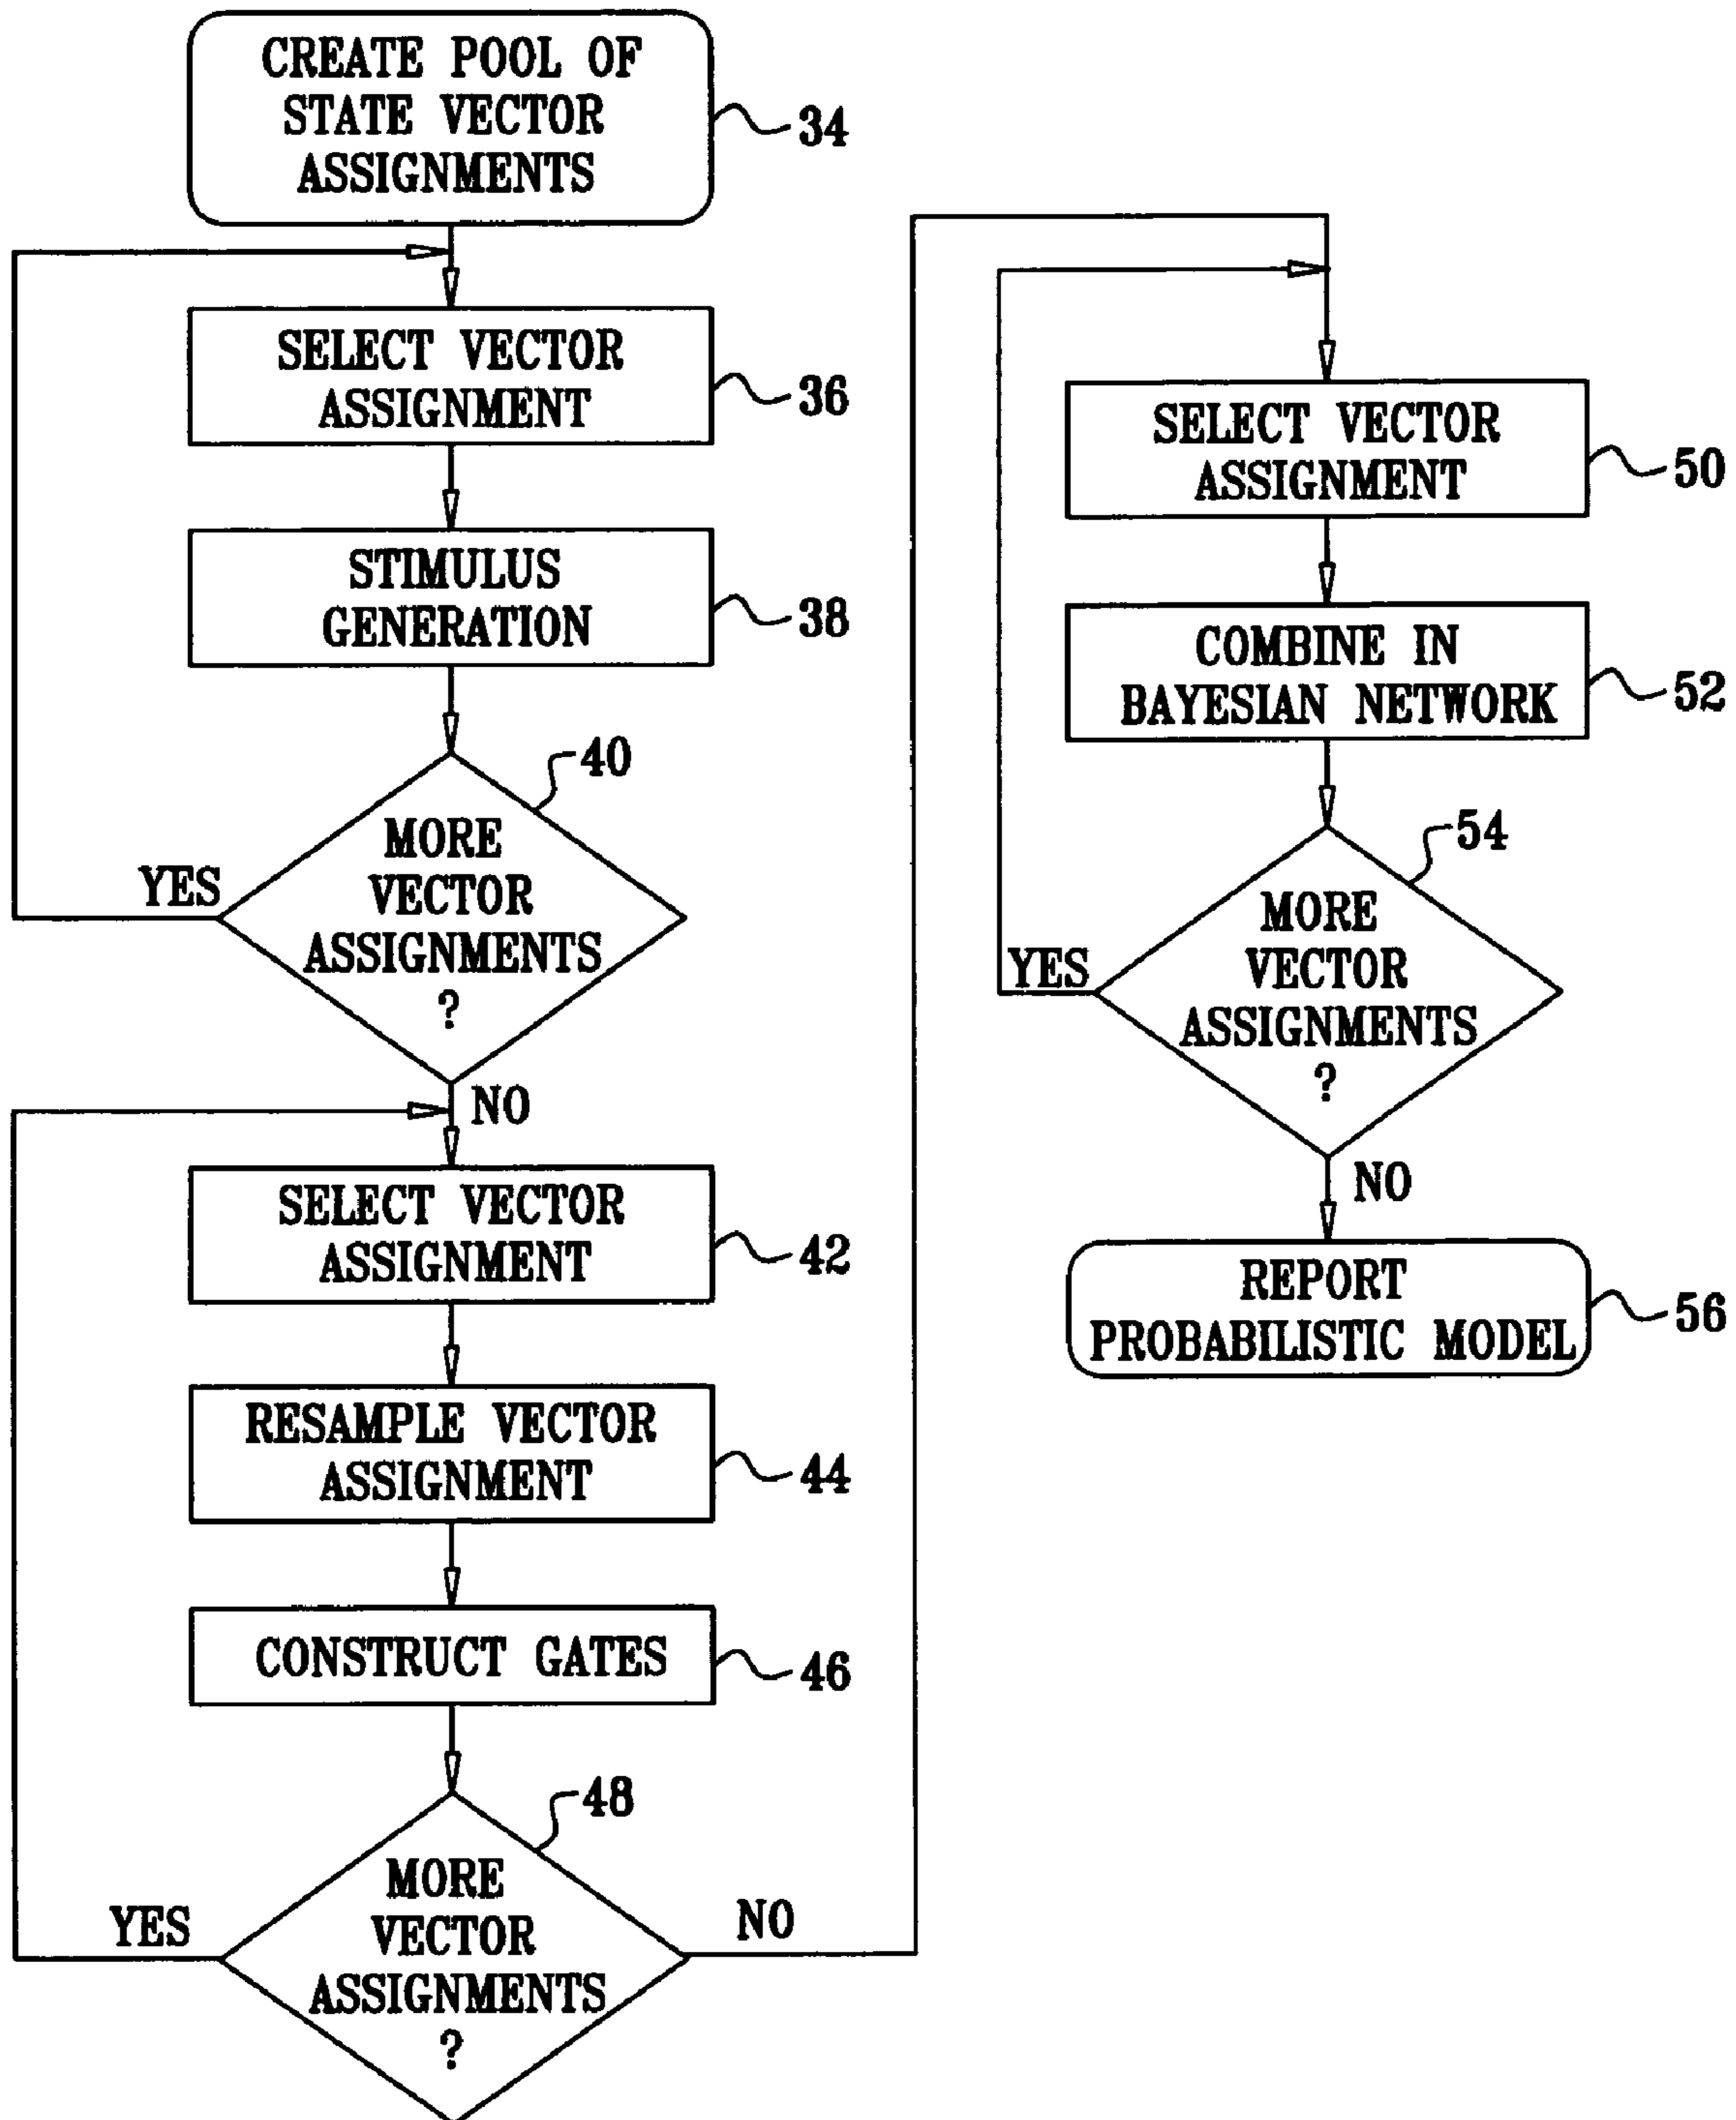 CREATE POOL OF
STATE VECTOR
ASSIGNMENTS
34
SELECT VECTOR
ASSIGNMENT
36
STIMULUS
GENERATION
38
40
MORE
VECTOR
ASSIGNMENTS
?
YES
NO
SELECT VECTOR
ASSIGNMENT
42
RESAMPLE VECTOR
ASSIGNMENT
44
CONSTRUCT GATES
46
48
MORE
VECTOR
ASSIGNMENTS
?
YES
NO
SELECT VECTOR
ASSIGNMENT
50
COMBINE IN
BAYESIAN NETWORK
52
54
MORE
VECTOR
ASSIGNMENTS
?
YES
NO
REPORT
PROBABILISTIC MODEL
56